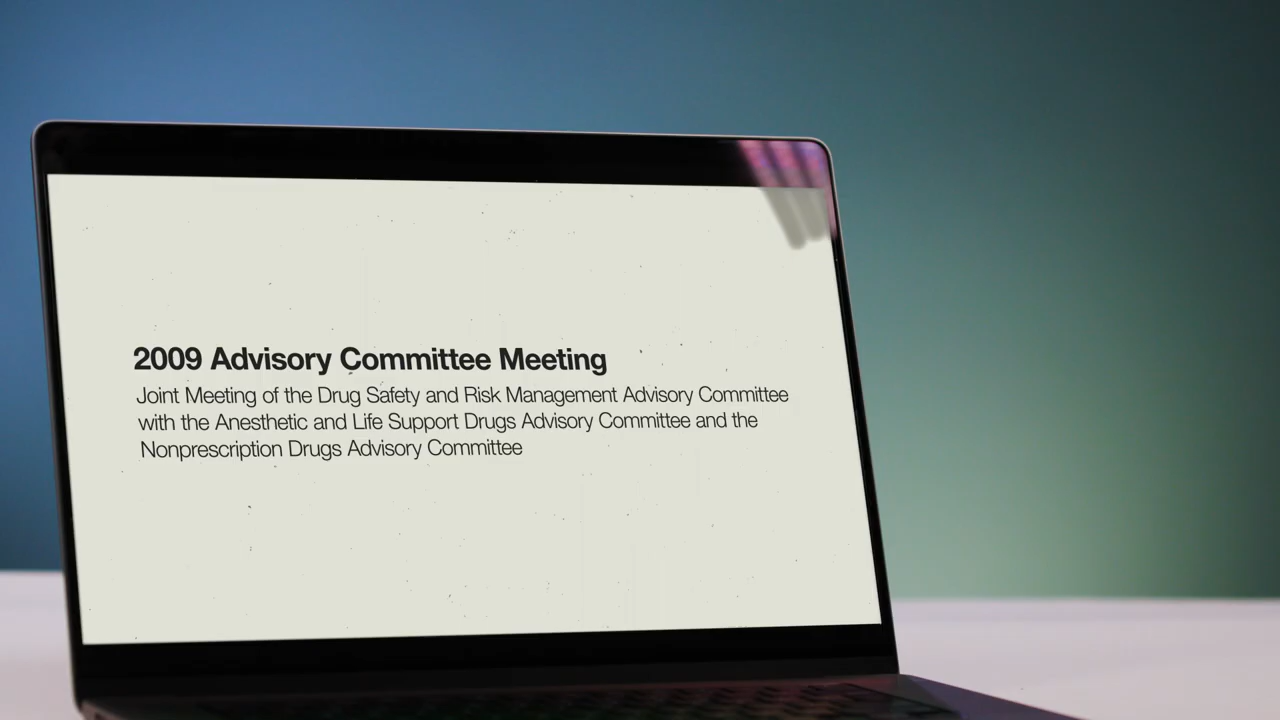 2009 Advisory Committee Meeting
Joint Meeting of the Drug Safety and Risk Management Advisory Committee
with the Anesthetic and Life Support Drugs Advisory Committee and the
Nonprescription Drugs Advisory Committee